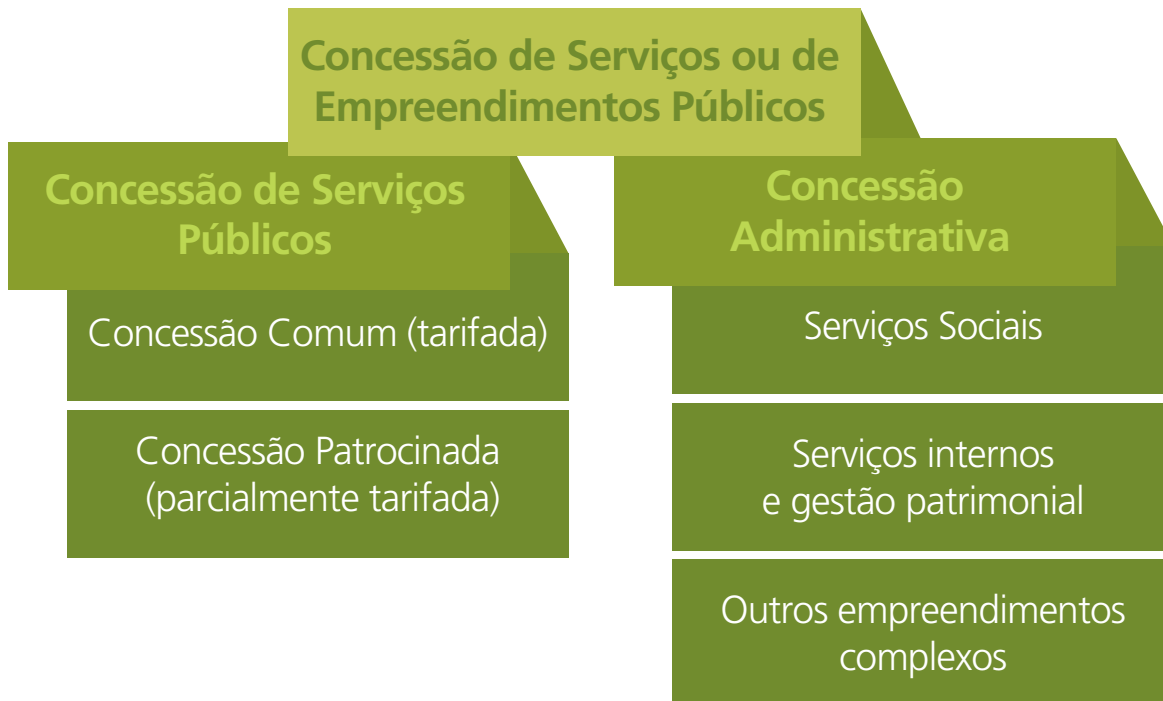 Concessão de Serviços ou de
Empreendimentos Públicos
Concessão de Serviços
Públicos
Concessão Comum (tarifada)
Concessão Patrocinada
(parcialmente tarifada)
Concessão
Administrativa
Serviços Sociais
Serviços internos
e gestão patrimonial
Outros empreendimentos
complexos